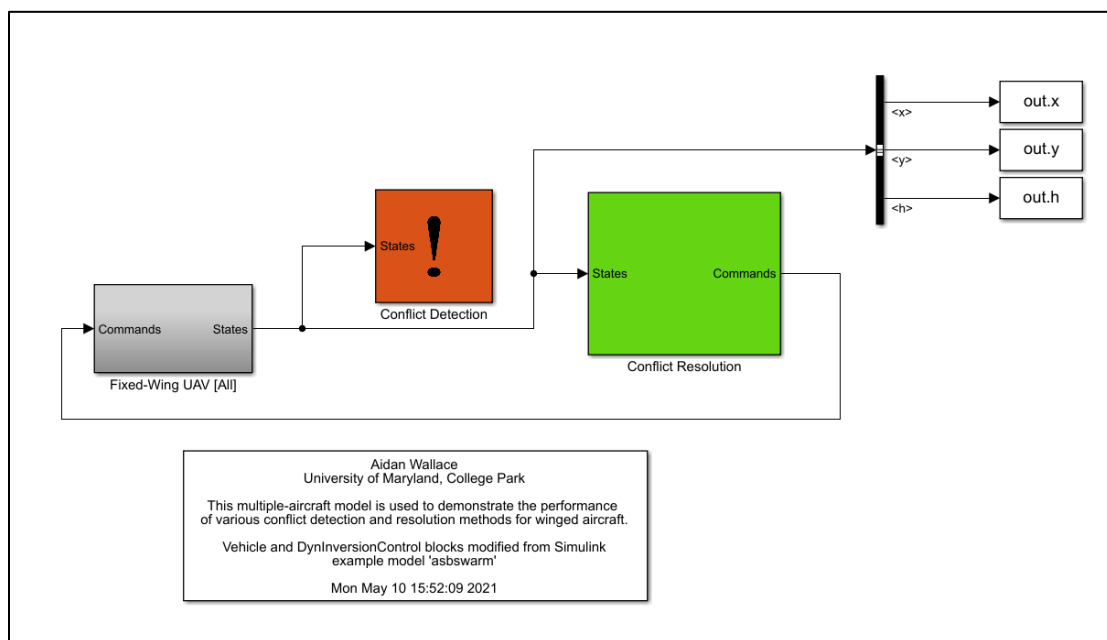 out.x
<x>
out.y
<y>
out.h
<h>
States
Conflict Detection
States
Commands
Conflict Resolution
Commands
States
Fixed-Wing UAV [All]
Aidan Wallace
University of Maryland, College Park
This multiple-aircraft model is used to demonstrate the performance
of various conflict detection and resolution methods for winged aircraft.
Vehicle and DynInversionControl blocks modified from Simulink
example model 'asbswarm'
Mon May 10 15:52:09 2021